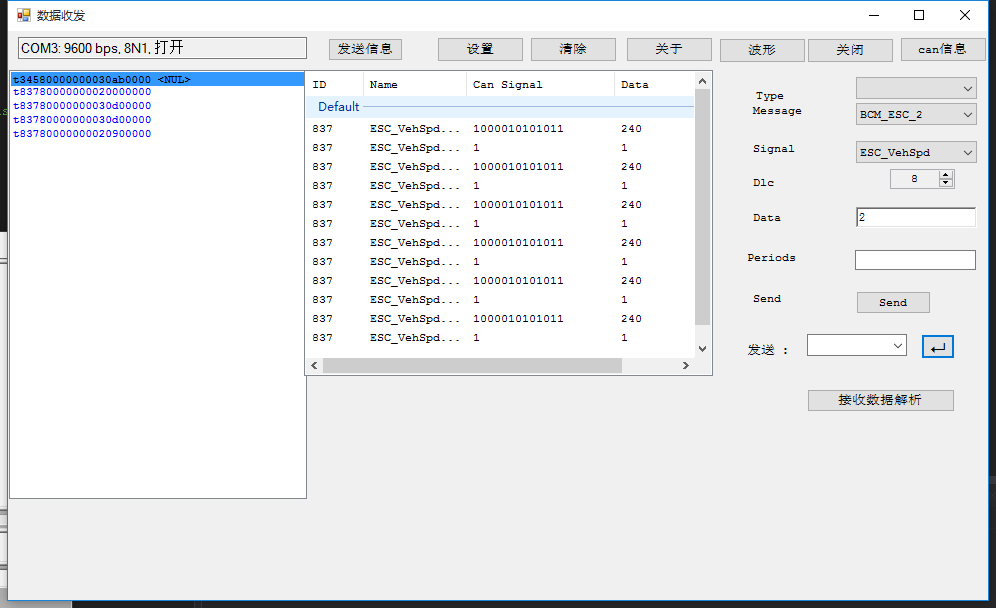 数据收发
COM3: 9600 bps, 8N1, 打开
发送信息
设置
清除
关于
波形
关闭
can信息
t34580000000030ab0000 <NUL>
t83780000000020000000
t8378000000030d00000
t8378000000030d00000
t83780000000020900000
ID Name Can Signal Data
Default
837 ESC_VehSpd... 1000010101011 240
837 ESC_VehSpd... 1 1
837 ESC_VehSpd... 1000010101011 240
837 ESC_VehSpd... 1 1
837 ESC_VehSpd... 1000010101011 240
837 ESC_VehSpd... 1 1
837 ESC_VehSpd... 1000010101011 240
837 ESC_VehSpd... 1 1
837 ESC_VehSpd... 1000010101011 240
837 ESC_VehSpd... 1 1
837 ESC_VehSpd... 1000010101011 240
837 ESC_VehSpd... 1 1
Type
Message BCM_ESC_2
Signal ESC_VehSpd
Dlc 8
Data 2
Periods
Send Send
发送 :
接收数据解析